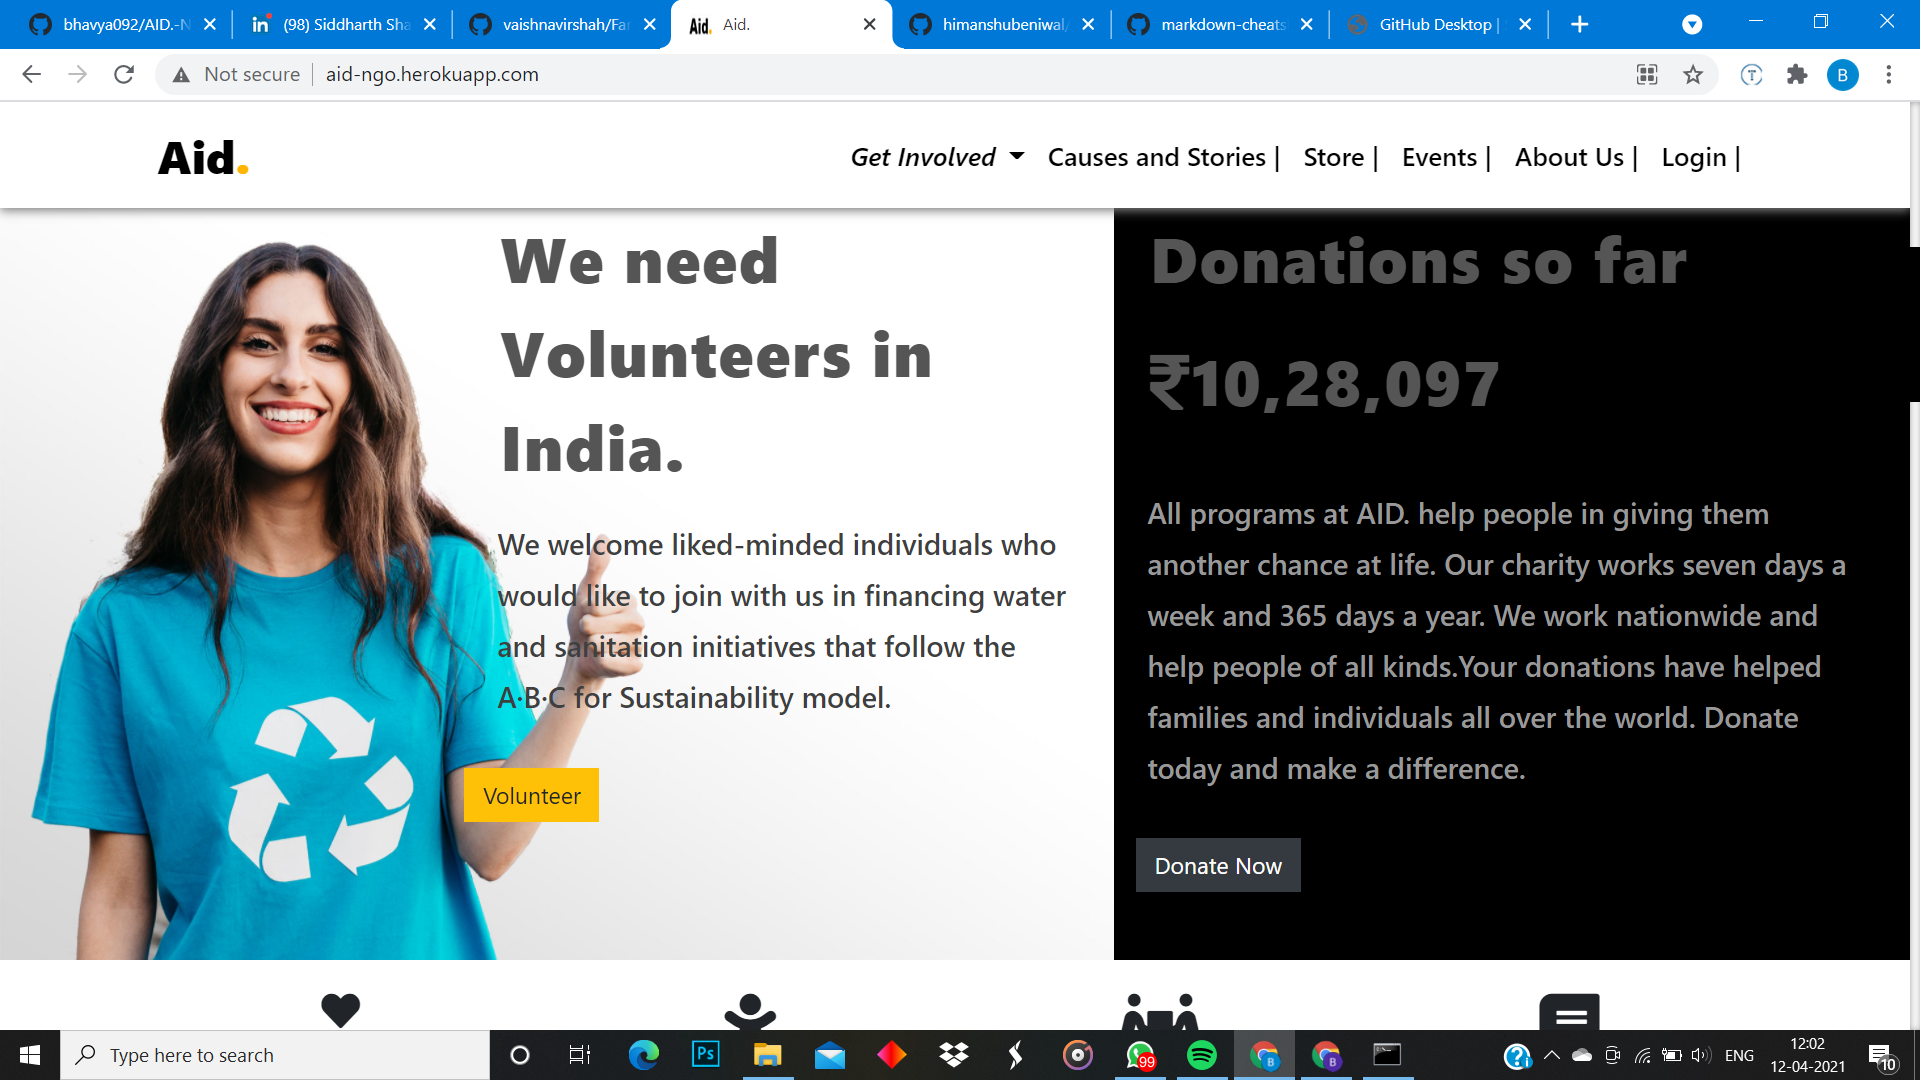 bhavya092/AID.-N
(98) Siddharth Sha
vaishnavirshah/Far
Aid. Aid.
himanshubeniwal/
markdown-cheats
GitHub Desktop |
Not secure
aid-ngo.herokuapp.com
B
Aid.
Get Involved
Causes and Stories |
Store |
Events |
About Us |
Login |
We need
Volunteers in
India.
We welcome liked-minded individuals who
would like to join with us in financing water
and sanitation initiatives that follow the
A·B·C for Sustainability model.
Volunteer
Donations so far
₹10,28,097
All programs at AID. help people in giving them
another chance at life. Our charity works seven days a
week and 365 days a year. We work nationwide and
help people of all kinds.Your donations have helped
families and individuals all over the world. Donate
today and make a difference.
Donate Now
Type here to search
Ps
99
B
B
ENG
12:02
12-04-2021
10